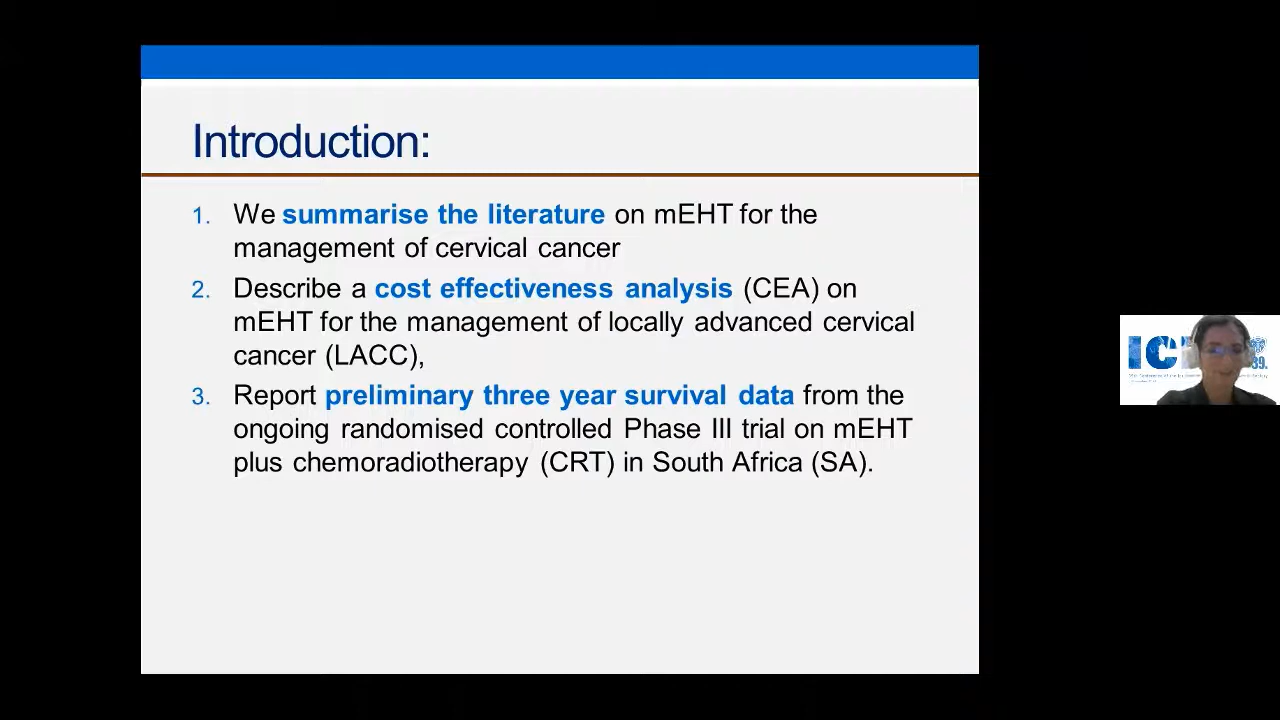 Introduction:
1. We summarise the literature on mEHT for the
management of cervical cancer
2. Describe a cost effectiveness analysis (CEA) on
mEHT for the management of locally advanced cervical
cancer (LACC),
3. Report preliminary three year survival data from the
ongoing randomised controlled Phase III trial on mEHT
plus chemoradiotherapy (CRT) in South Africa (SA).
39.